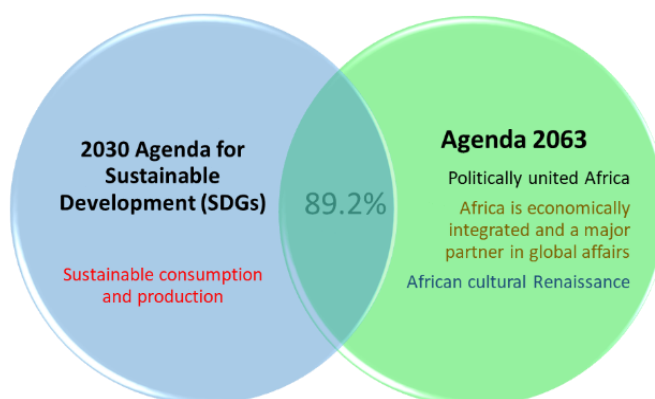 2030 Agenda for
Sustainable
Development (SDGs)
Sustainable consumption
and production
89.2%
Agenda 2063
Politically united Africa
Africa is economically
integrated and a major
partner in global affairs
African cultural Renaissance